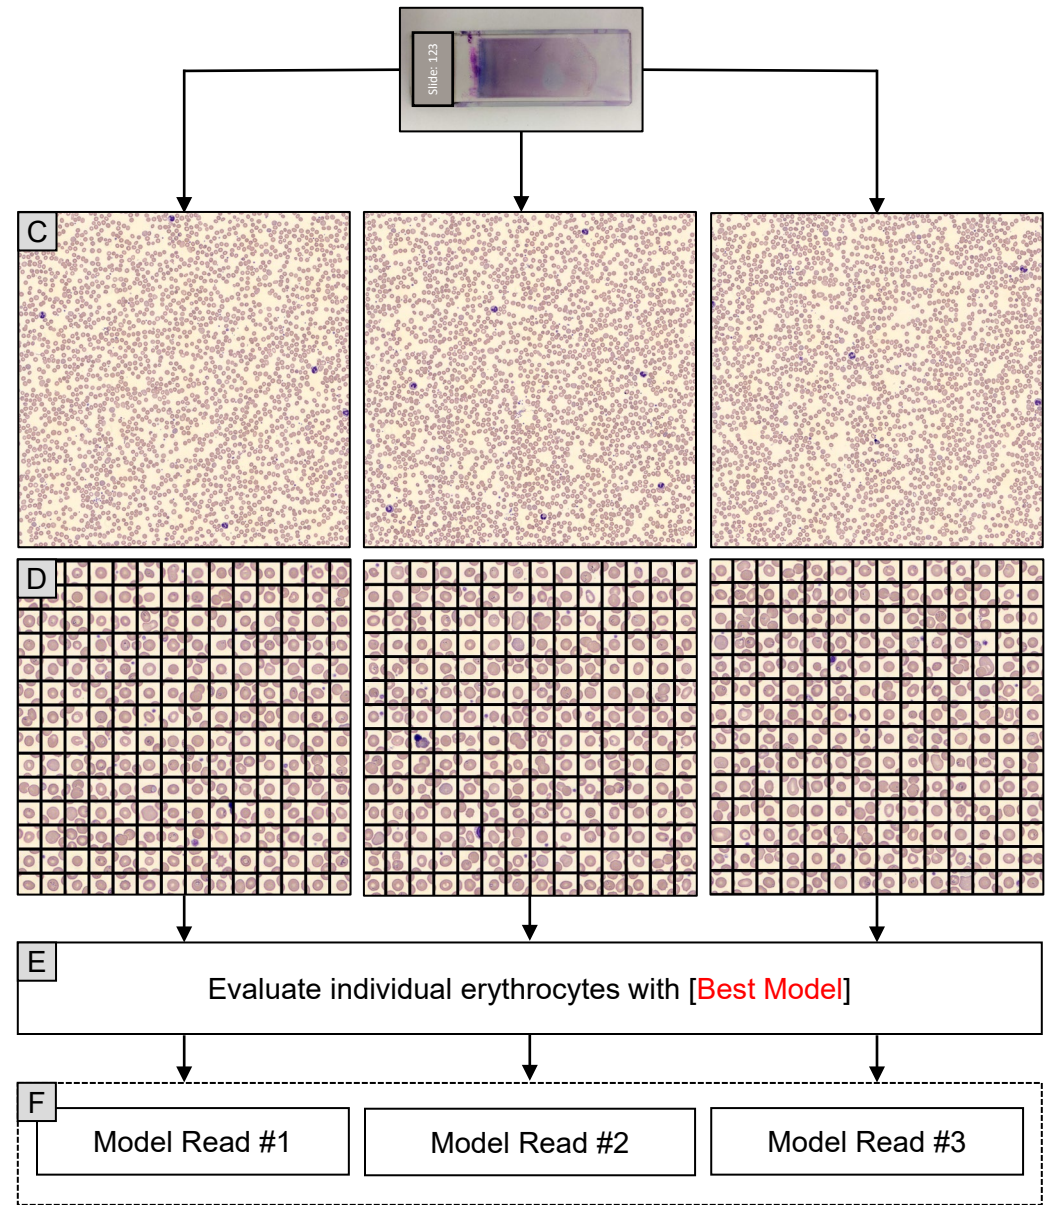 Slide: 123
C
D
E
Evaluate individual erythrocytes with [Best Model]
F
Model Read #1
Model Read #2
Model Read #3